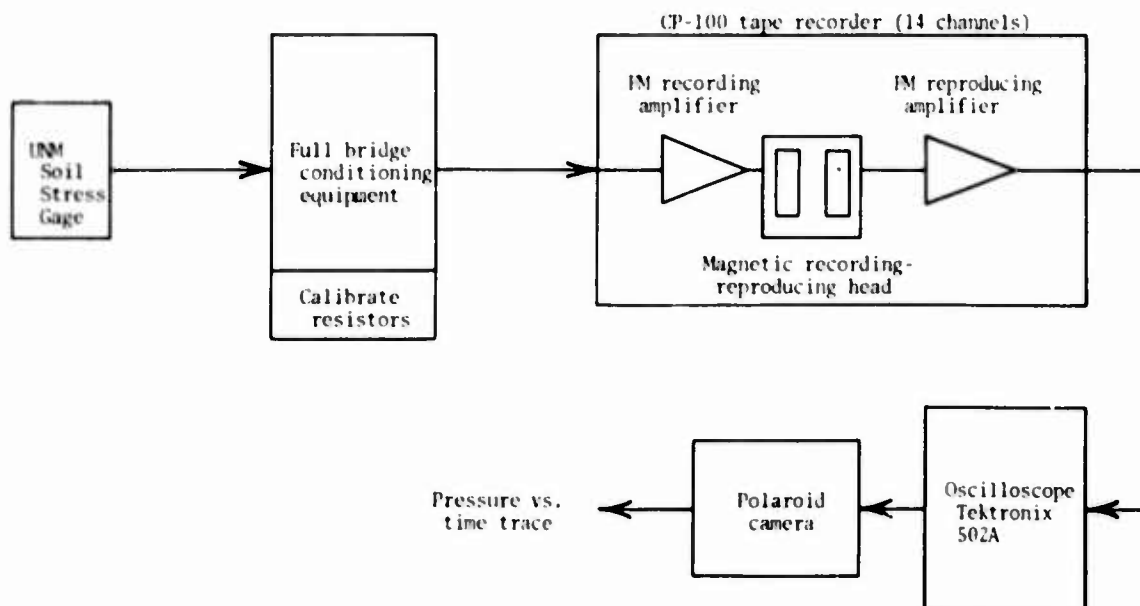 CP-100 tape recorder (14 channels)
FM recording
amplifier
FM reproducing
amplifier
UNM
Soil
Stress
Gage
Full bridge
conditioning
equipment
Magnetic recording-
reproducing head
Calibrate
resistors
Pressure vs.
time trace
Polaroid
camera
Oscilloscope
Tektronix
502A